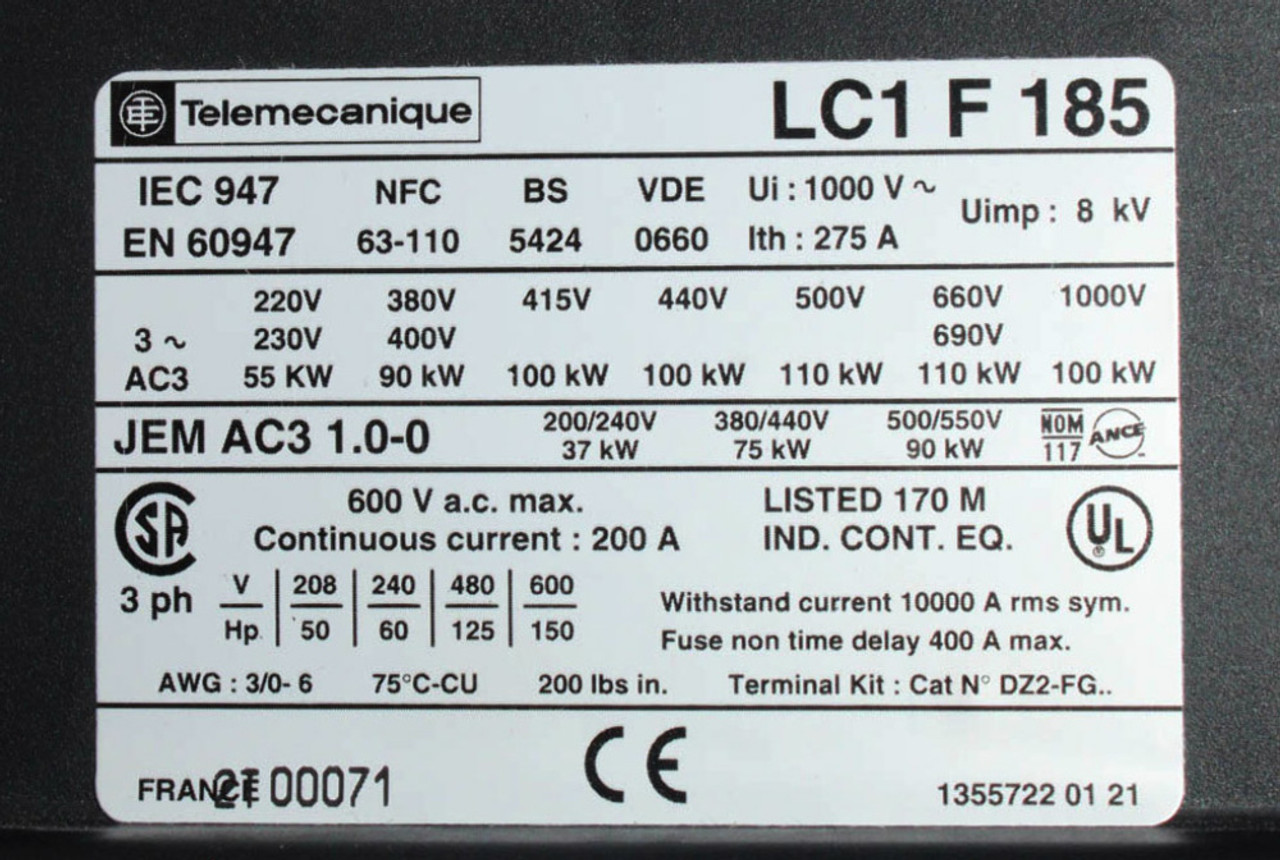 Telemecanique LC1 F 185
IEC 947 NFC BS VDE Ui : 1000 V ~
EN 60947 63-110 5424 0660 Ith : 275 A Uimp : 8 kV
220V 380V 415V 440V 500V 660V 1000V
3 ~ 230V 400V 690V
AC3 55 KW 90 kW 100 kW 100 kW 110 kW 110 kW 100 kW
JEM AC3 1.0-0 200/240V 380/440V 500/550V NOM ANCE
37 kW 75 kW 90 kW 117
SA 600 V a.c. max. LISTED 170 M UL ®
Continuous current : 200 A IND. CONT. EQ.
3 ph V 208 240 480 600
Hp 50 60 125 150
Withstand current 10000 A rms sym.
Fuse non time delay 400 A max.
AWG : 3/0- 6 75°C-CU 200 lbs in. Terminal Kit : Cat N° DZ2-FG..
CE
FRANCE 00071 1355722 01 21